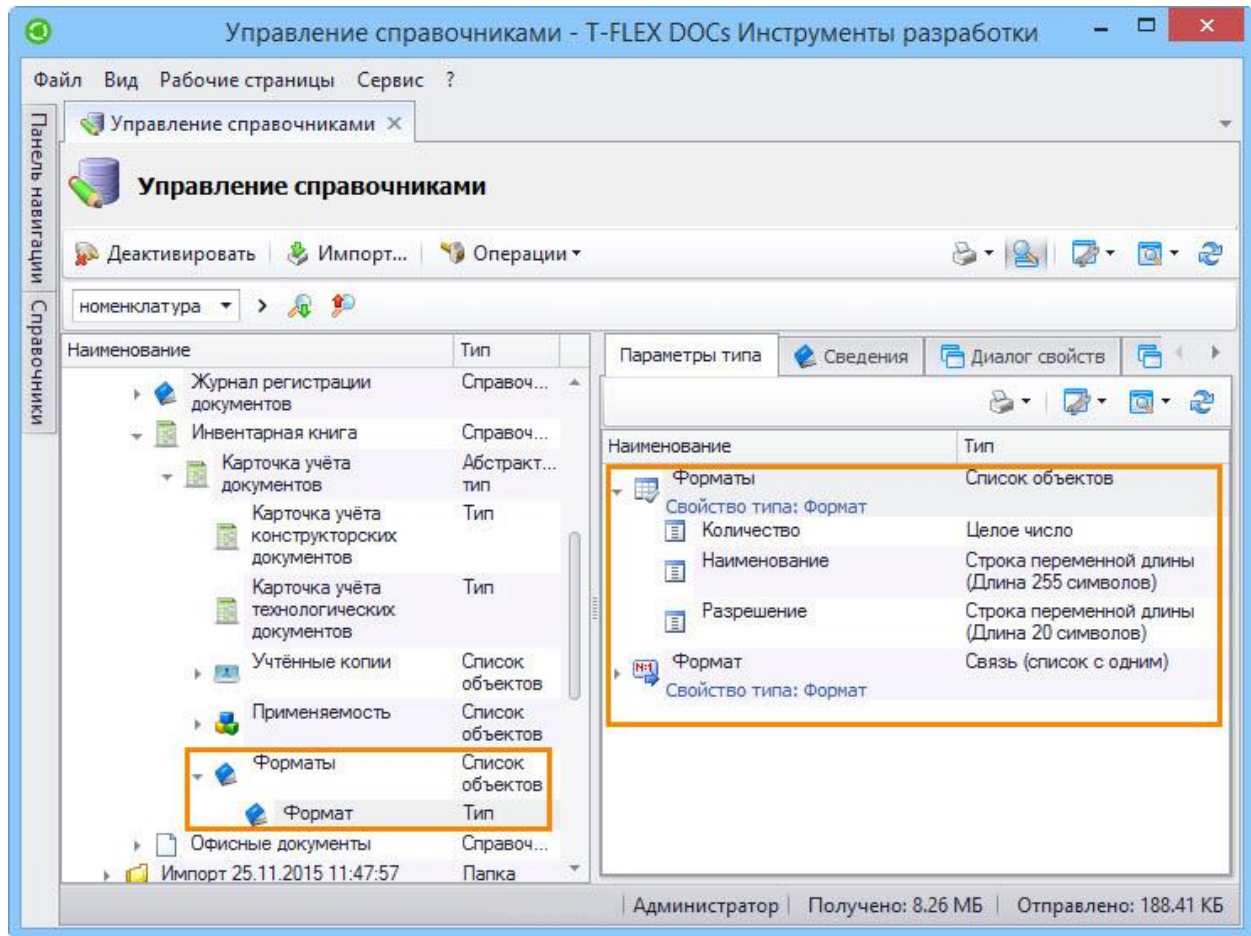 Управление справочниками - T-FLEX DOCs Инструменты разработки
Файл Вид Рабочие страницы Сервис ?
Панель навигации
Справочники
Управление справочниками
Управление справочниками
Деактивировать Импорт... Операции
номенклатура
Наименование Тип
Журнал регистрации Справоч...
документов
Инвентарная книга Справоч...
Карточка учёта Абстракт...
документов тип
Карточка учёта Тип
конструкторских
документов
Карточка учёта Тип
технологических
документов
Учтённые копии Список
объектов
Применяемость Список
объектов
Форматы Список
объектов
Формат Тип
Офисные документы Справоч...
Импорт 25.11.2015 11:47:57 Папка
Параметры типа Сведения Диалог свойств
Наименование Тип
Форматы Список объектов
Свойство типа: Формат
Количество Целое число
Наименование Строка переменной длины
(Длина 255 символов)
Разрешение Строка переменной длины
(Длина 20 символов)
N:1 Формат Связь (список с одним)
Свойство типа: Формат
Администратор Получено: 8.26 МБ Отправлено: 188.41 КБ